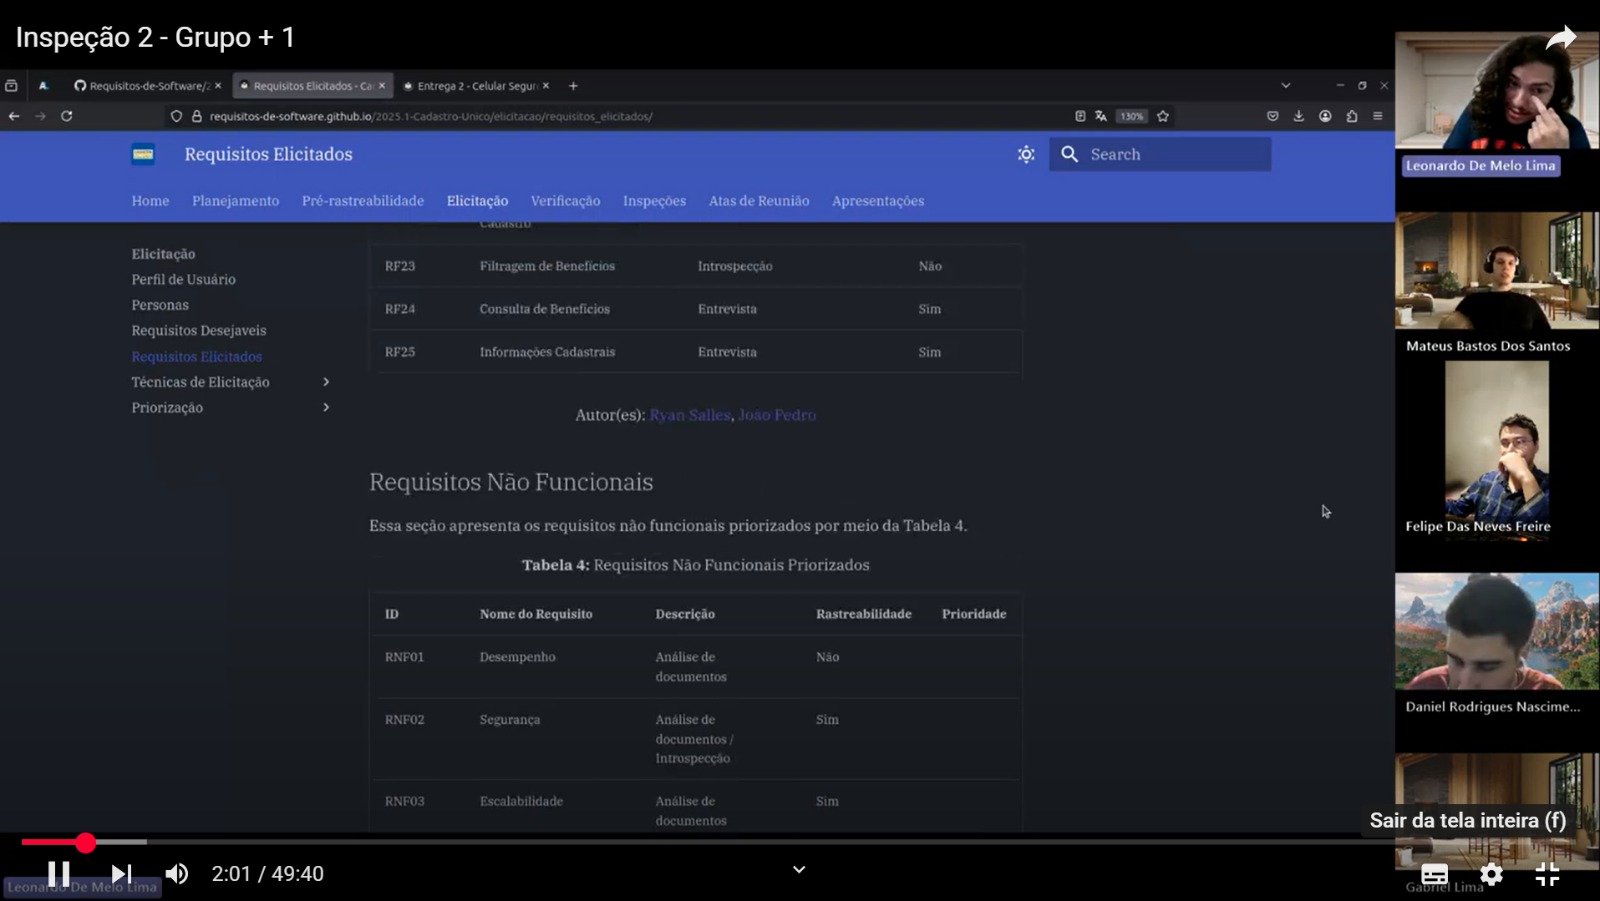 Inspeção 2 - Grupo + 1
Requisitos-de-Software/2
Requisitos Elicitados - Ca
Entrega 2 - Celular Segur
requisitos-de-software.github.io/2025.1-Cadastro-Unico/elicitacao/requisitos_elicitados/
130%
Requisitos Elicitados
Search
Home
Planejamento
Pré-rastreabilidade
Elicitação
Verificação
Inspeções
Atas de Reunião
Apresentações
Elicitação
Perfil de Usuário
Personas
Requisitos Desejaveis
Requisitos Elicitados
Técnicas de Elicitação
Priorização
Cadastro
RF23 Filtragem de Benefícios Introspecção Não
RF24 Consulta de Benefícios Entrevista Sim
RF25 Informações Cadastrais Entrevista Sim
Autor(es): Ryan Salles, João Pedro
Requisitos Não Funcionais
Essa seção apresenta os requisitos não funcionais priorizados por meio da Tabela 4.
Tabela 4: Requisitos Não Funcionais Priorizados
ID Nome do Requisito Descrição Rastreabilidade Prioridade
RNF01 Desempenho Análise de documentos Não
RNF02 Segurança Análise de documentos / Introspecção Sim
RNF03 Escalabilidade Análise de documentos Sim
Leonardo De Melo Lima
Mateus Bastos Dos Santos
Felipe Das Neves Freire
Daniel Rodrigues Nascime...
Sair da tela inteira (f)
Gabriel Lima
2:01 / 49:40
Leonardo De Melo Lima